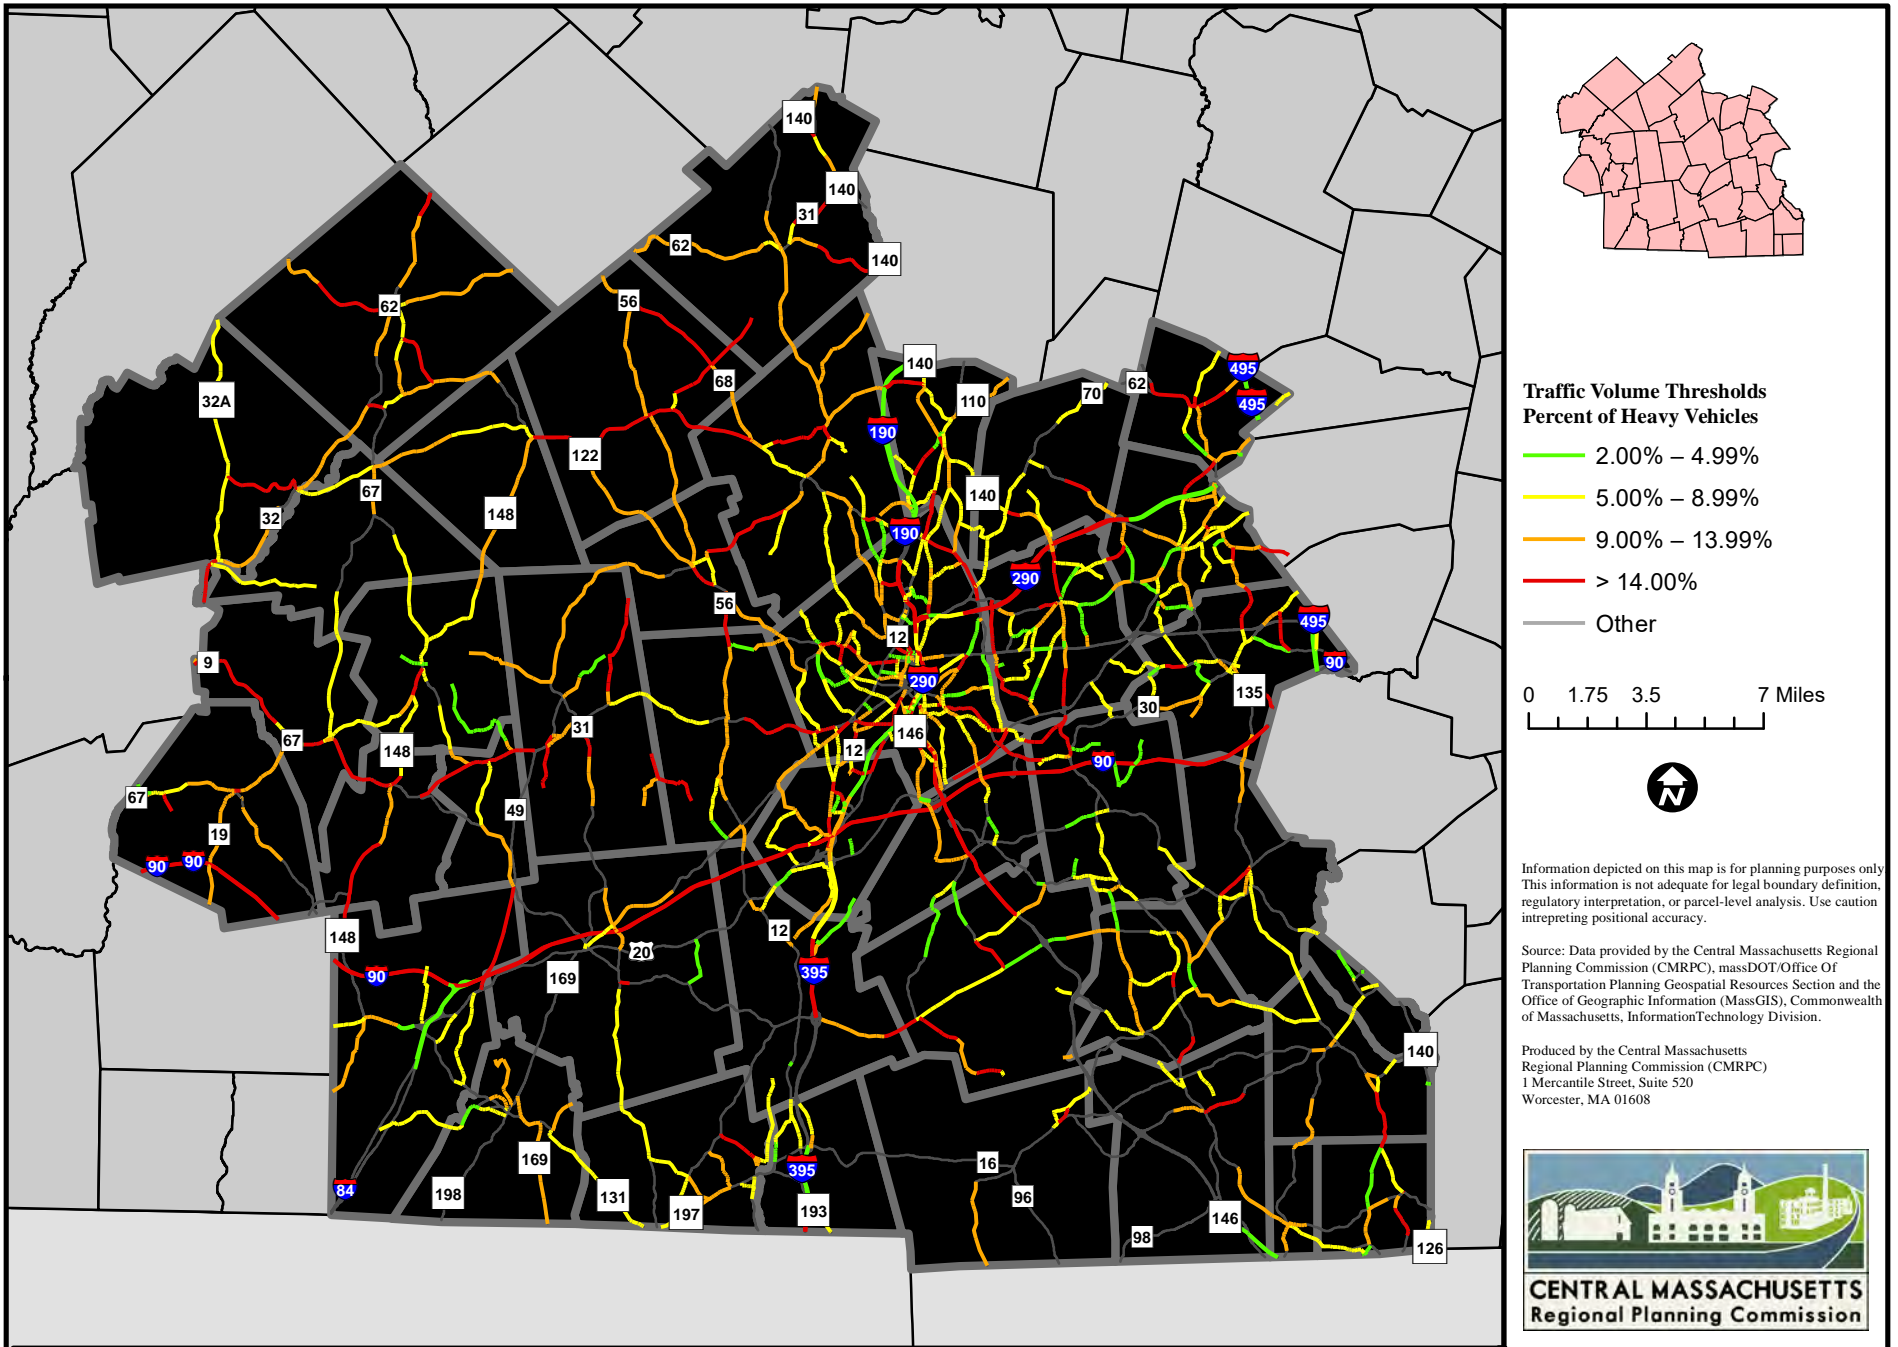 140
140
31
62
140
62
56
140
495
32A
68
110
70
62
495
190
122
67
148
140
32
190
290
56
12
495
9
290
90
135
30
31
146
67
148
12
90
67
49
19
90
90
12
148
20
395
90
169
140
16
169
395
84
198
131
96
197
193
146
98
126
Traffic Volume Thresholds
Percent of Heavy Vehicles
2.00% – 4.99%
5.00% – 8.99%
9.00% – 13.99%
> 14.00%
Other
0 1.75 3.5 7 Miles
N
Information depicted on this map is for planning purposes only
This information is not adequate for legal boundary definition,
regulatory interpretation, or parcel-level analysis. Use caution
intrepreting positional accuracy.
Source: Data provided by the Central Massachusetts Regional
Planning Commission (CMRPC), massDOT/Office Of
Transportation Planning Geospatial Resources Section and the
Office of Geographic Information (MassGIS), Commonwealth
of Massachusetts, InformationTechnology Division.
Produced by the Central Massachusetts
Regional Planning Commission (CMRPC)
1 Mercantile Street, Suite 520
Worcester, MA 01608
CENTRAL MASSACHUSETTS
Regional Planning Commission